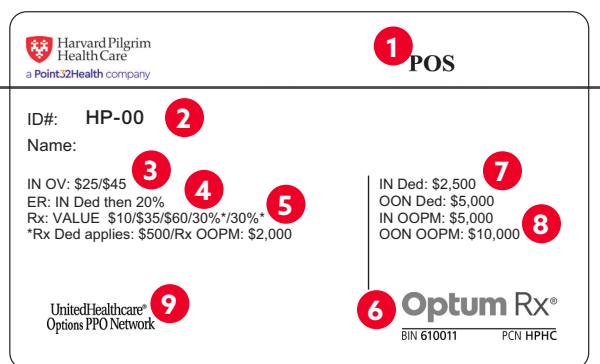 Harvard Pilgrim
HealthCare
a Point32Health company
1
POS
ID#: HP-00 2
Name:
3
IN OV: $25/$45
4
ER: IN Ded then 20%
5
Rx: VALUE $10/$35/$60/30%*/30%*
*Rx Ded applies: $500/Rx OOPM: $2,000
7
IN Ded: $2,500
OON Ded: $5,000
IN OOPM: $5,000
8
OON OOPM: $10,000
UnitedHealthcare®
Options PPO Network
9
6
Optum Rx®
BIN 610011 PCN HPHC